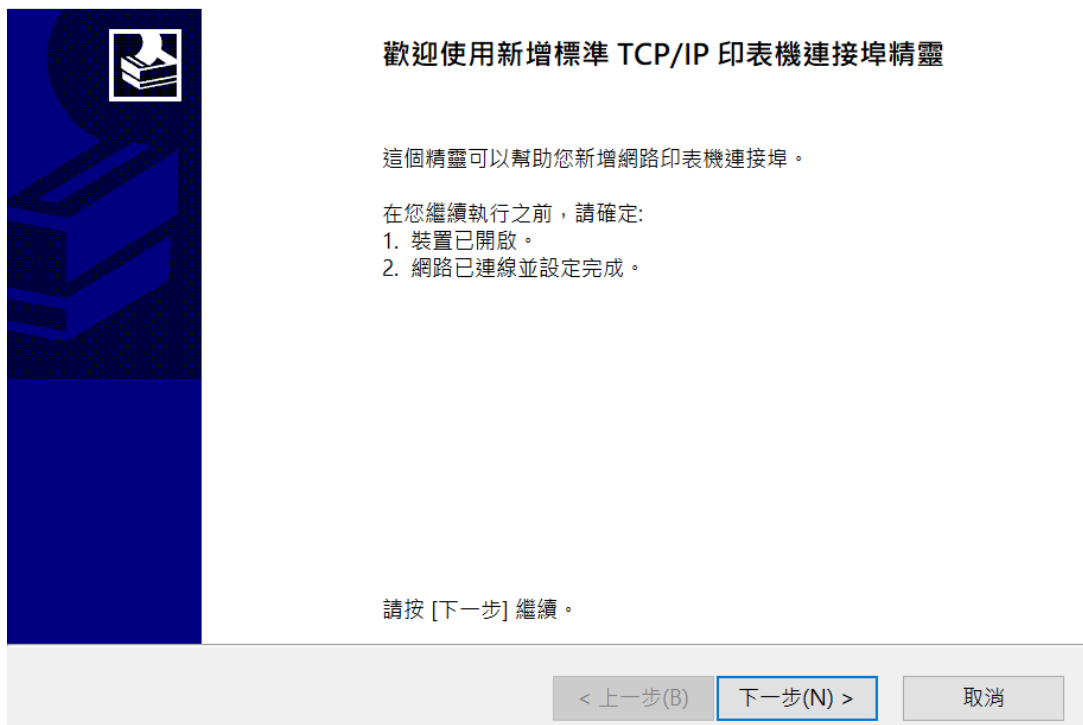 歡迎使用新增標準 TCP/IP 印表機連接埠精靈
這個精靈可以幫助您新增網路印表機連接埠。
在您繼續執行之前，請確定:
1. 裝置已開啟。
2. 網路已連線並設定完成。
請按 [下一步] 繼續。
< 上一步(B)
下一步(N) >
取消